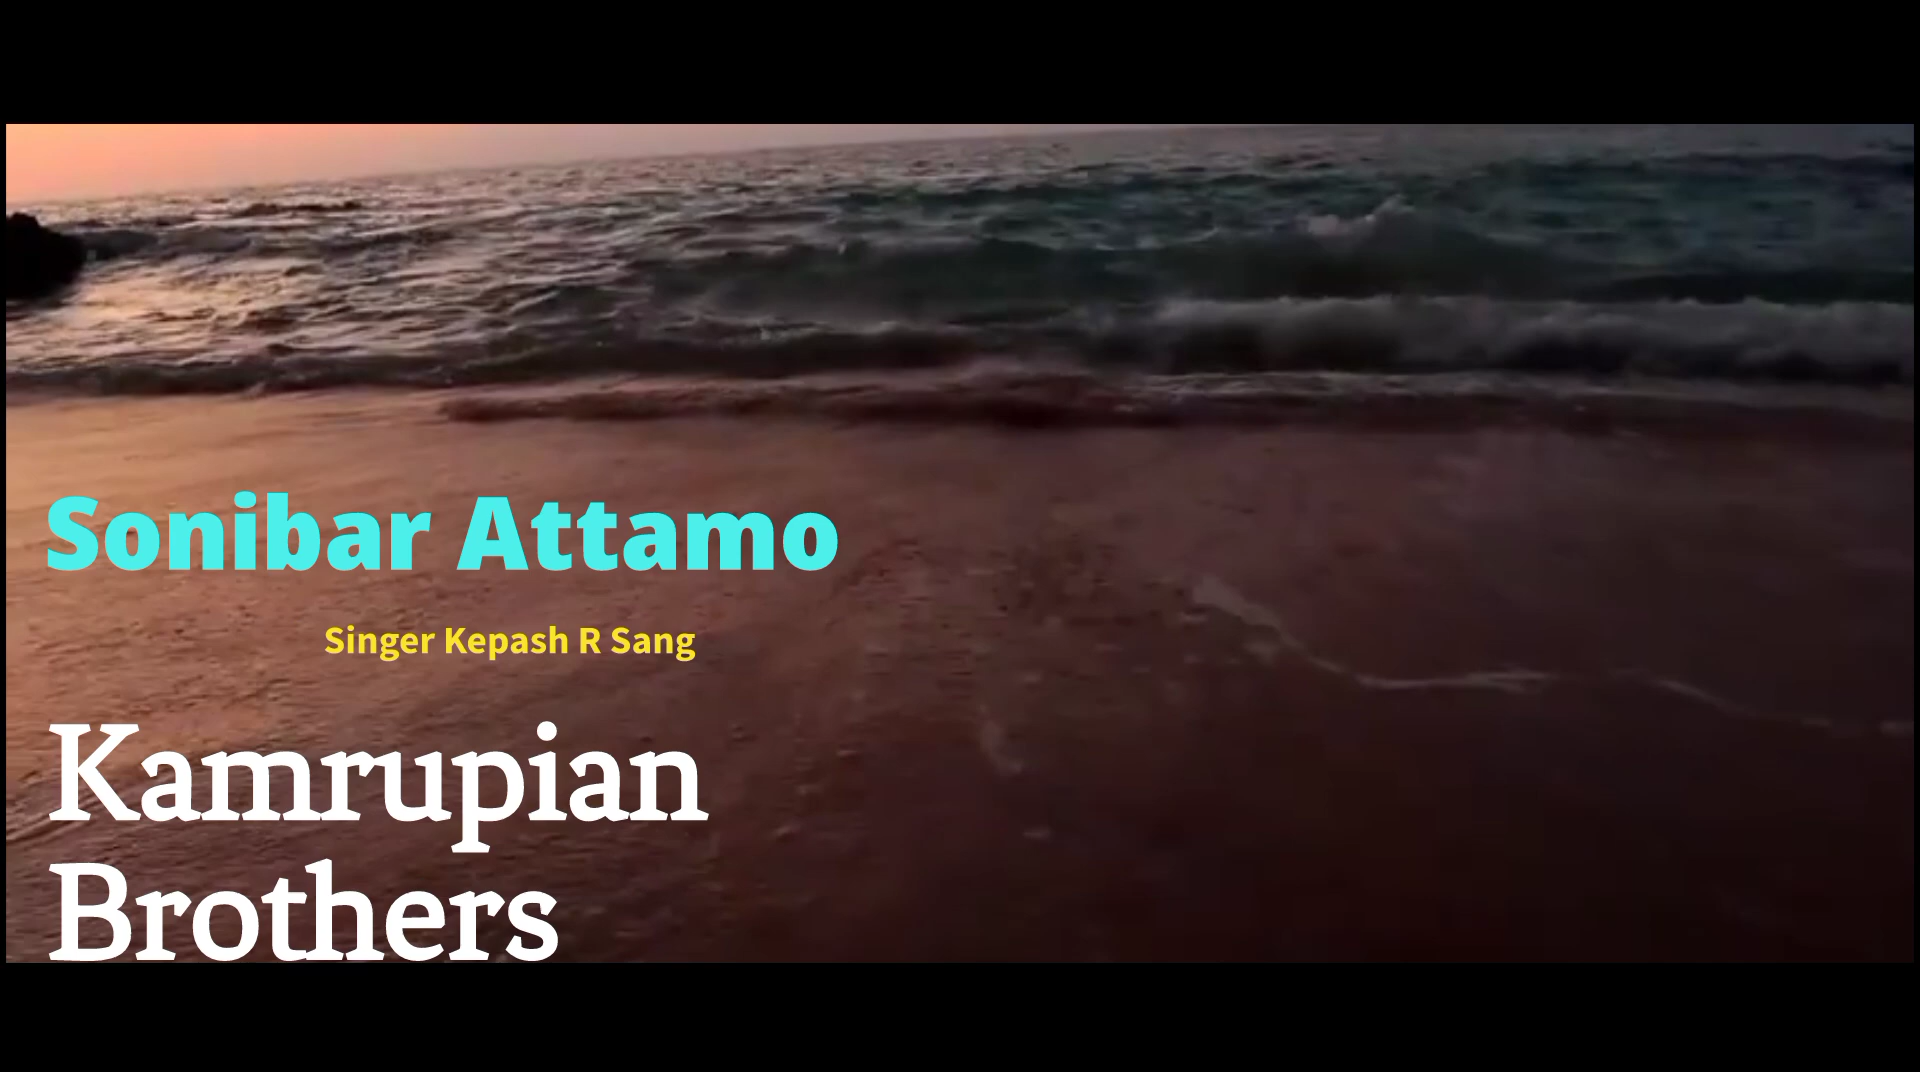 Sonibar Attamo
Singer Kepash R Sang
Kamrupian
Brothers